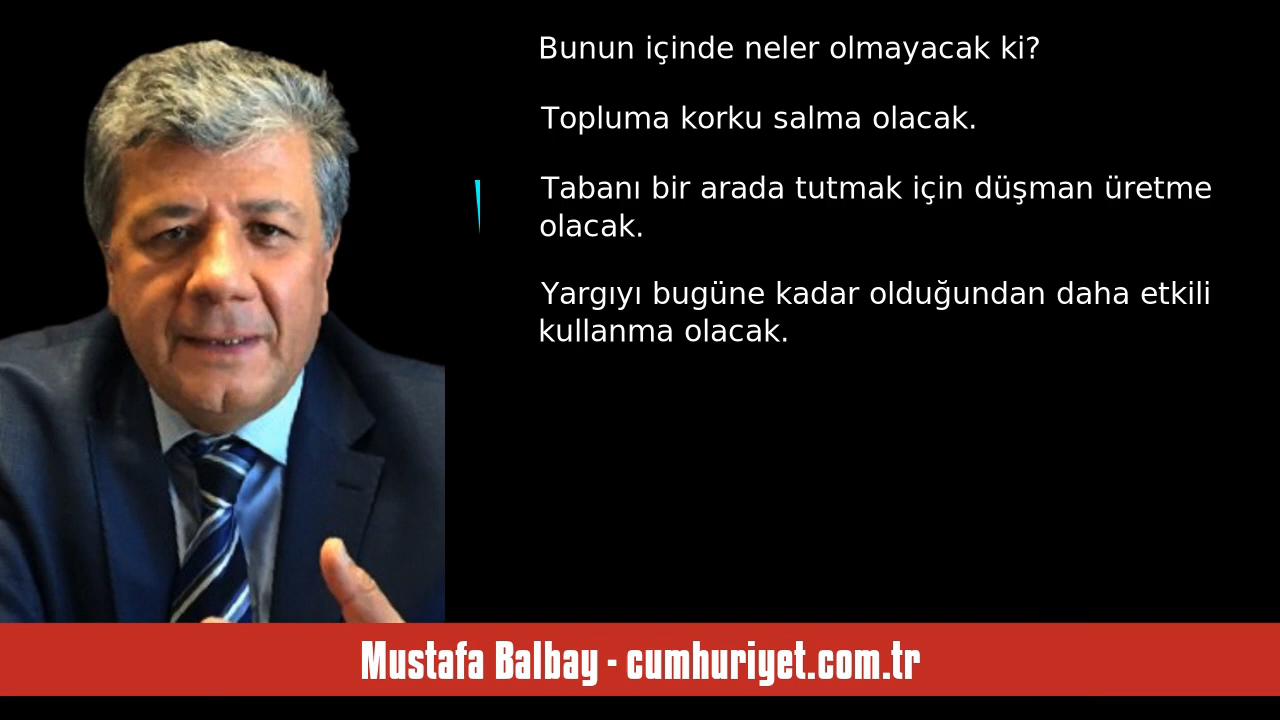 Bunun içinde neler olmayacak ki?
Topluma korku salma olacak.
Tabanı bir arada tutmak için düşman üretme
olacak.
Yargıyı bugüne kadar olduğundan daha etkili
kullanma olacak.
Mustafa Balbay - cumhuriyet.com.tr